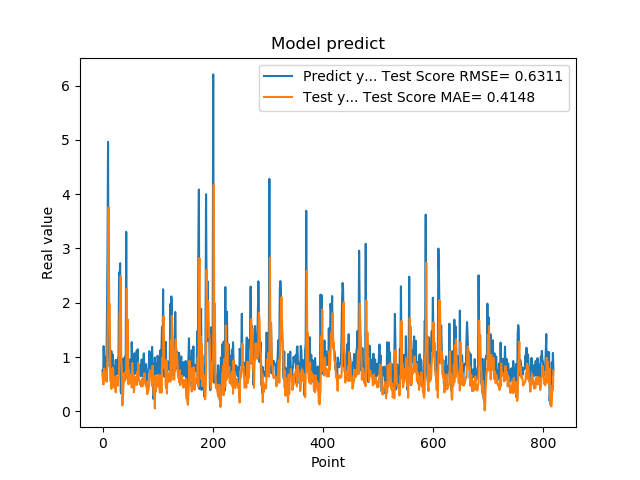 Model predict
Predict y... Test Score RMSE= 0.6311
Test y... Test Score MAE= 0.4148
Real value
6
5
4
3
2
1
0
0 200 400 600 800
Point